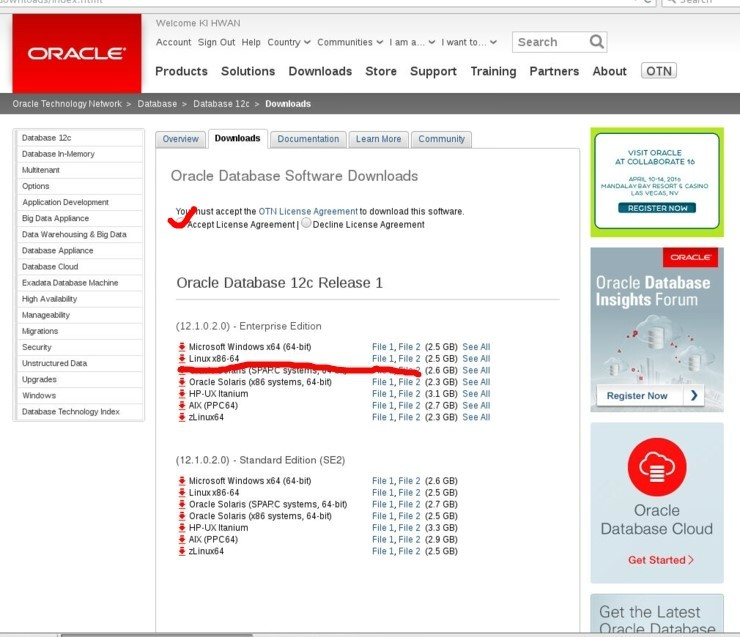 Welcome KI HWAN
Account Sign Out Help Country Communities I am a... I want to... Search
ORACLE
Products Solutions Downloads Store Support Training Partners About OTN
Oracle Technology Network > Database > Database 12c > Downloads
Database 12c
Database In-Memory
Multitenant
Options
Application Development
Big Data Appliance
Data Warehousing & Big Data
Database Appliance
Database Cloud
Exadata Database Machine
High Availability
Manageability
Migrations
Security
Unstructured Data
Upgrades
Windows
Database Technology Index
Overview Downloads Documentation Learn More Community
Oracle Database Software Downloads
You must accept the OTN License Agreement to download this software.
Accept License Agreement | Decline License Agreement
Oracle Database 12c Release 1
(12.1.0.2.0) - Enterprise Edition
Microsoft Windows x64 (64-bit) File 1, File 2 (2.5 GB) See All
Linux x86-64 File 1, File 2 (2.5 GB) See All
Oracle Solaris (SPARC systems, 64-bit) File 1, File 2 (2.6 GB) See All
Oracle Solaris (x86 systems, 64-bit) File 1, File 2 (2.3 GB) See All
HP-UX Itanium File 1, File 2 (3.1 GB) See All
AIX (PPC64) File 1, File 2 (2.7 GB) See All
zLinux64 File 1, File 2 (2.3 GB) See All
(12.1.0.2.0) - Standard Edition (SE2)
Microsoft Windows x64 (64-bit) File 1, File 2 (2.6 GB)
Linux x86-64 File 1, File 2 (2.5 GB)
Oracle Solaris (SPARC systems, 64-bit) File 1, File 2 (2.7 GB)
Oracle Solaris (x86 systems, 64-bit) File 1, File 2 (2.5 GB)
HP-UX Itanium File 1, File 2 (3.3 GB)
AIX (PPC64) File 1, File 2 (2.9 GB)
zLinux64 File 1, File 2 (2.5 GB)
VISIT ORACLE
AT COLLABORATE 16
APRIL 10-14, 2016
MANDALAY BAY RESORT & CASINO
LAS VEGAS, NV
REGISTER NOW
ORACLE
Oracle Database
Insights Forum
Register Now
Oracle
Database Cloud
Get Started
Get the Latest
Oracle Database